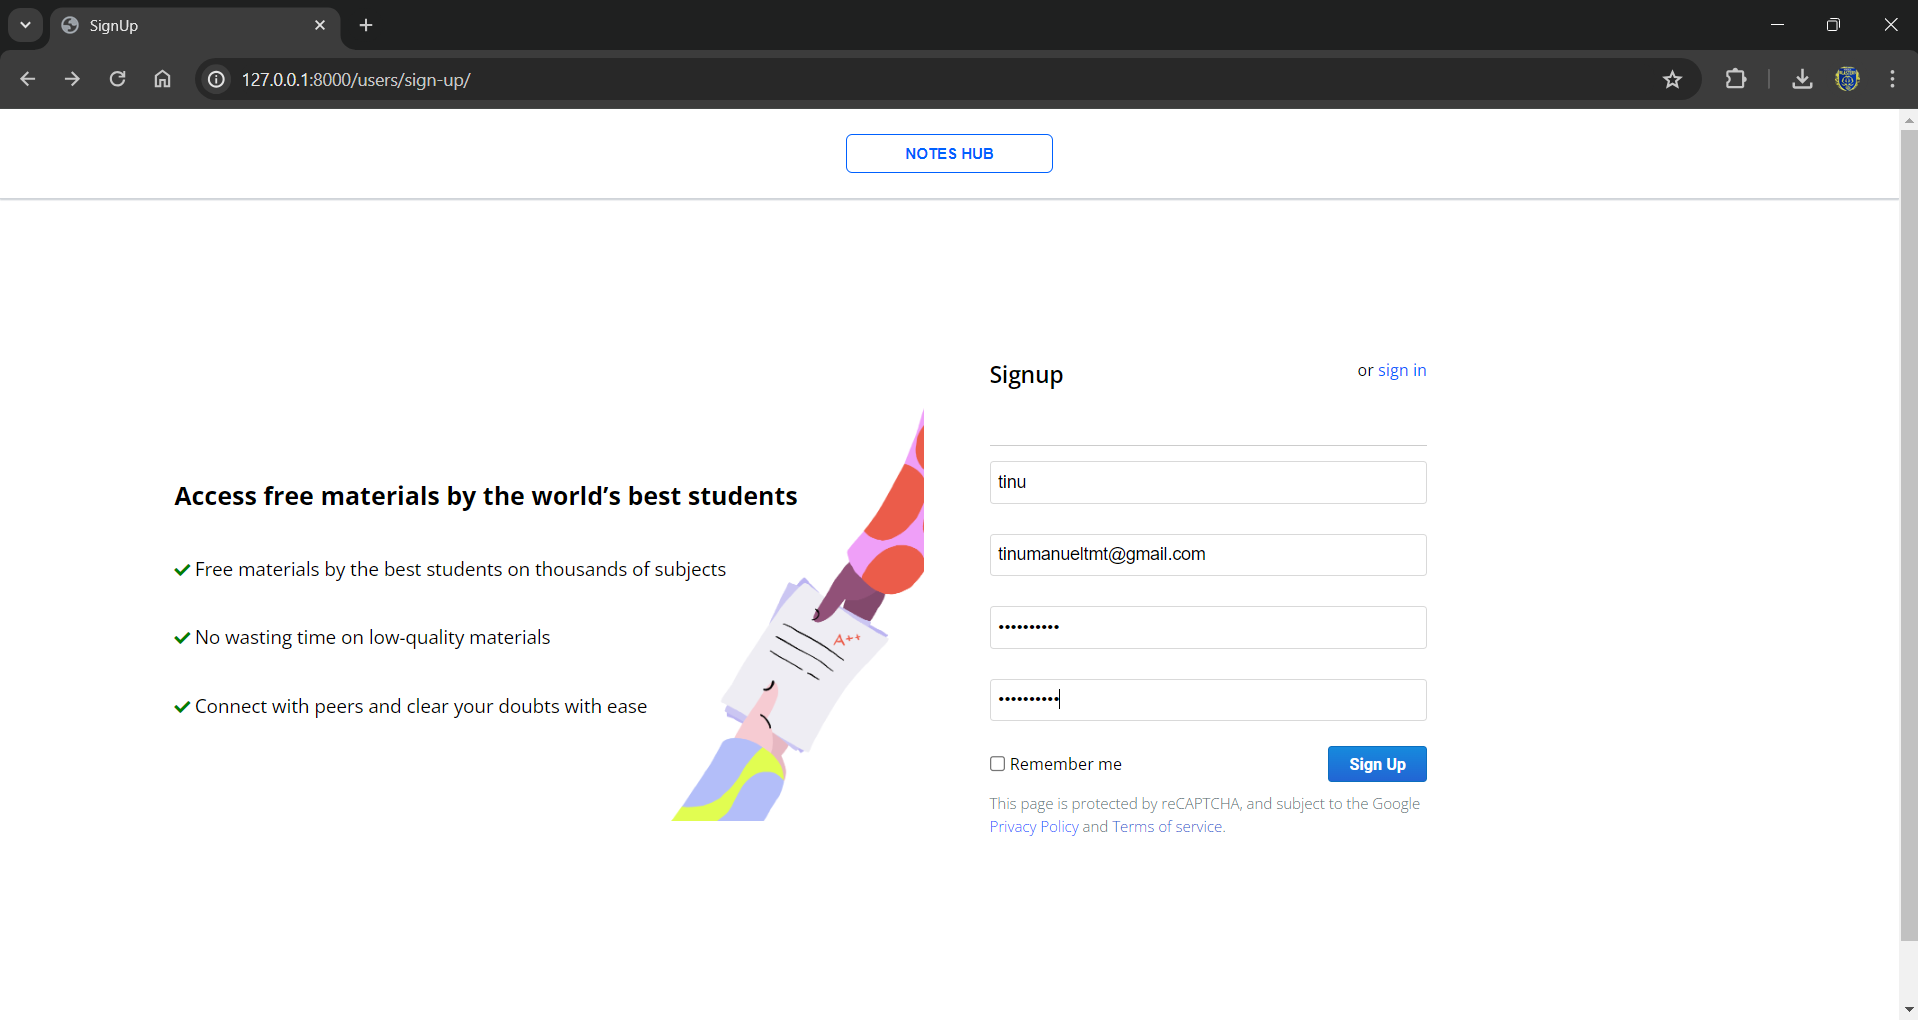 SignUp
127.0.0.1:8000/users/sign-up/
NOTES HUB
Signup
or sign in
Access free materials by the world’s best students
Free materials by the best students on thousands of subjects
No wasting time on low-quality materials
Connect with peers and clear your doubts with ease
A++
tinu
tinumanueltmt@gmail.com
••••••••••
••••••••••
Remember me
Sign Up
This page is protected by reCAPTCHA, and subject to the Google
Privacy Policy and Terms of service.